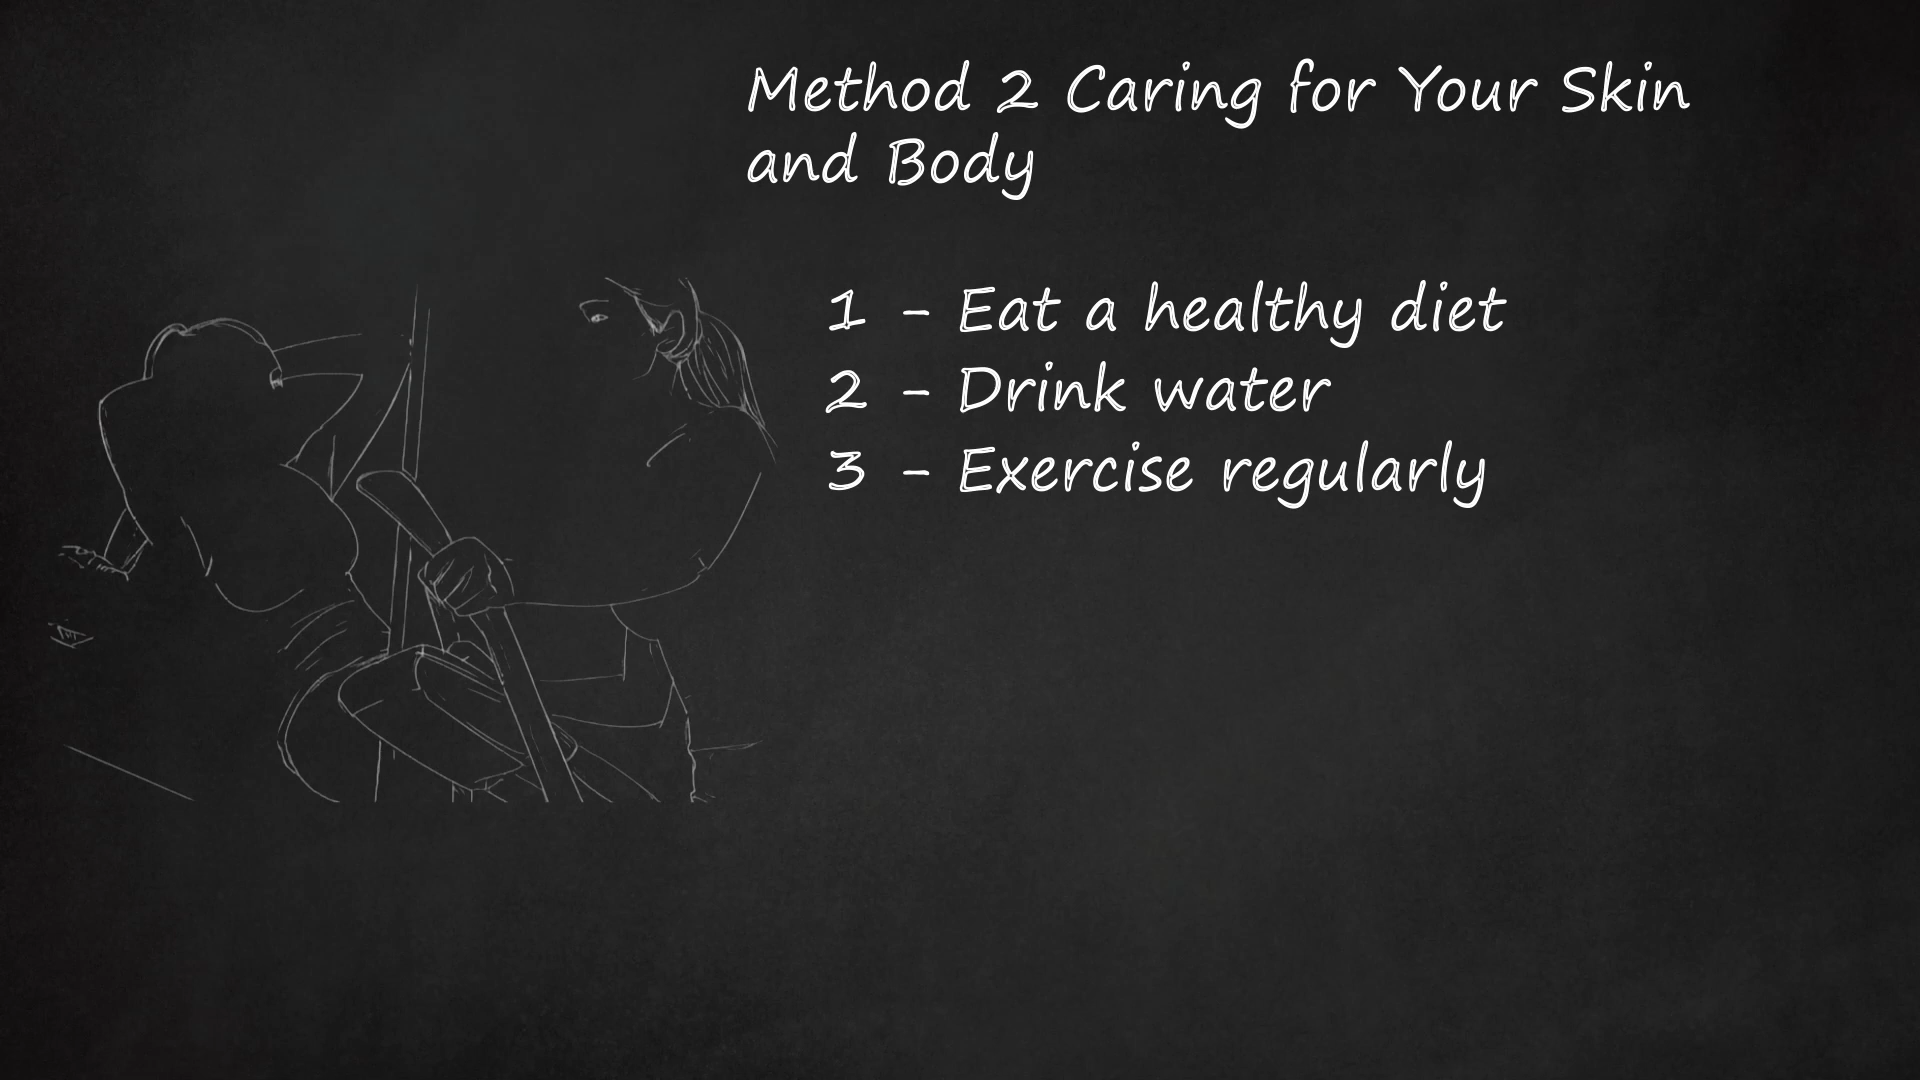 Method 2 Caring for Your Skin
and Body
1 - Eat a healthy diet
2 - Drink water
3 - Exercise regularly